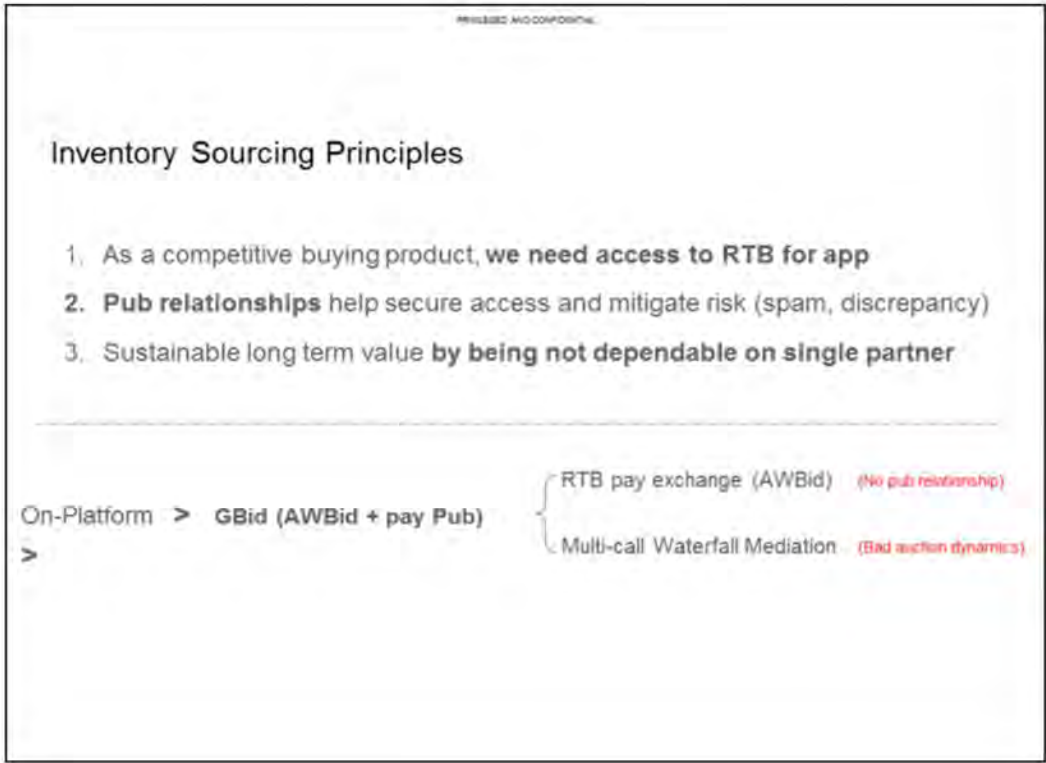 PRIVILEGED AND CONFIDENTIAL
Inventory Sourcing Principles
1. As a competitive buying product, we need access to RTB for app
2. Pub relationships help secure access and mitigate risk (spam, discrepancy)
3. Sustainable long term value by being not dependable on single partner
RTB pay exchange (AWBid) (No pub relationship)
On-Platform > GBid (AWBid + pay Pub)
Multi-call Waterfall Mediation (Bad auction dynamics)
>